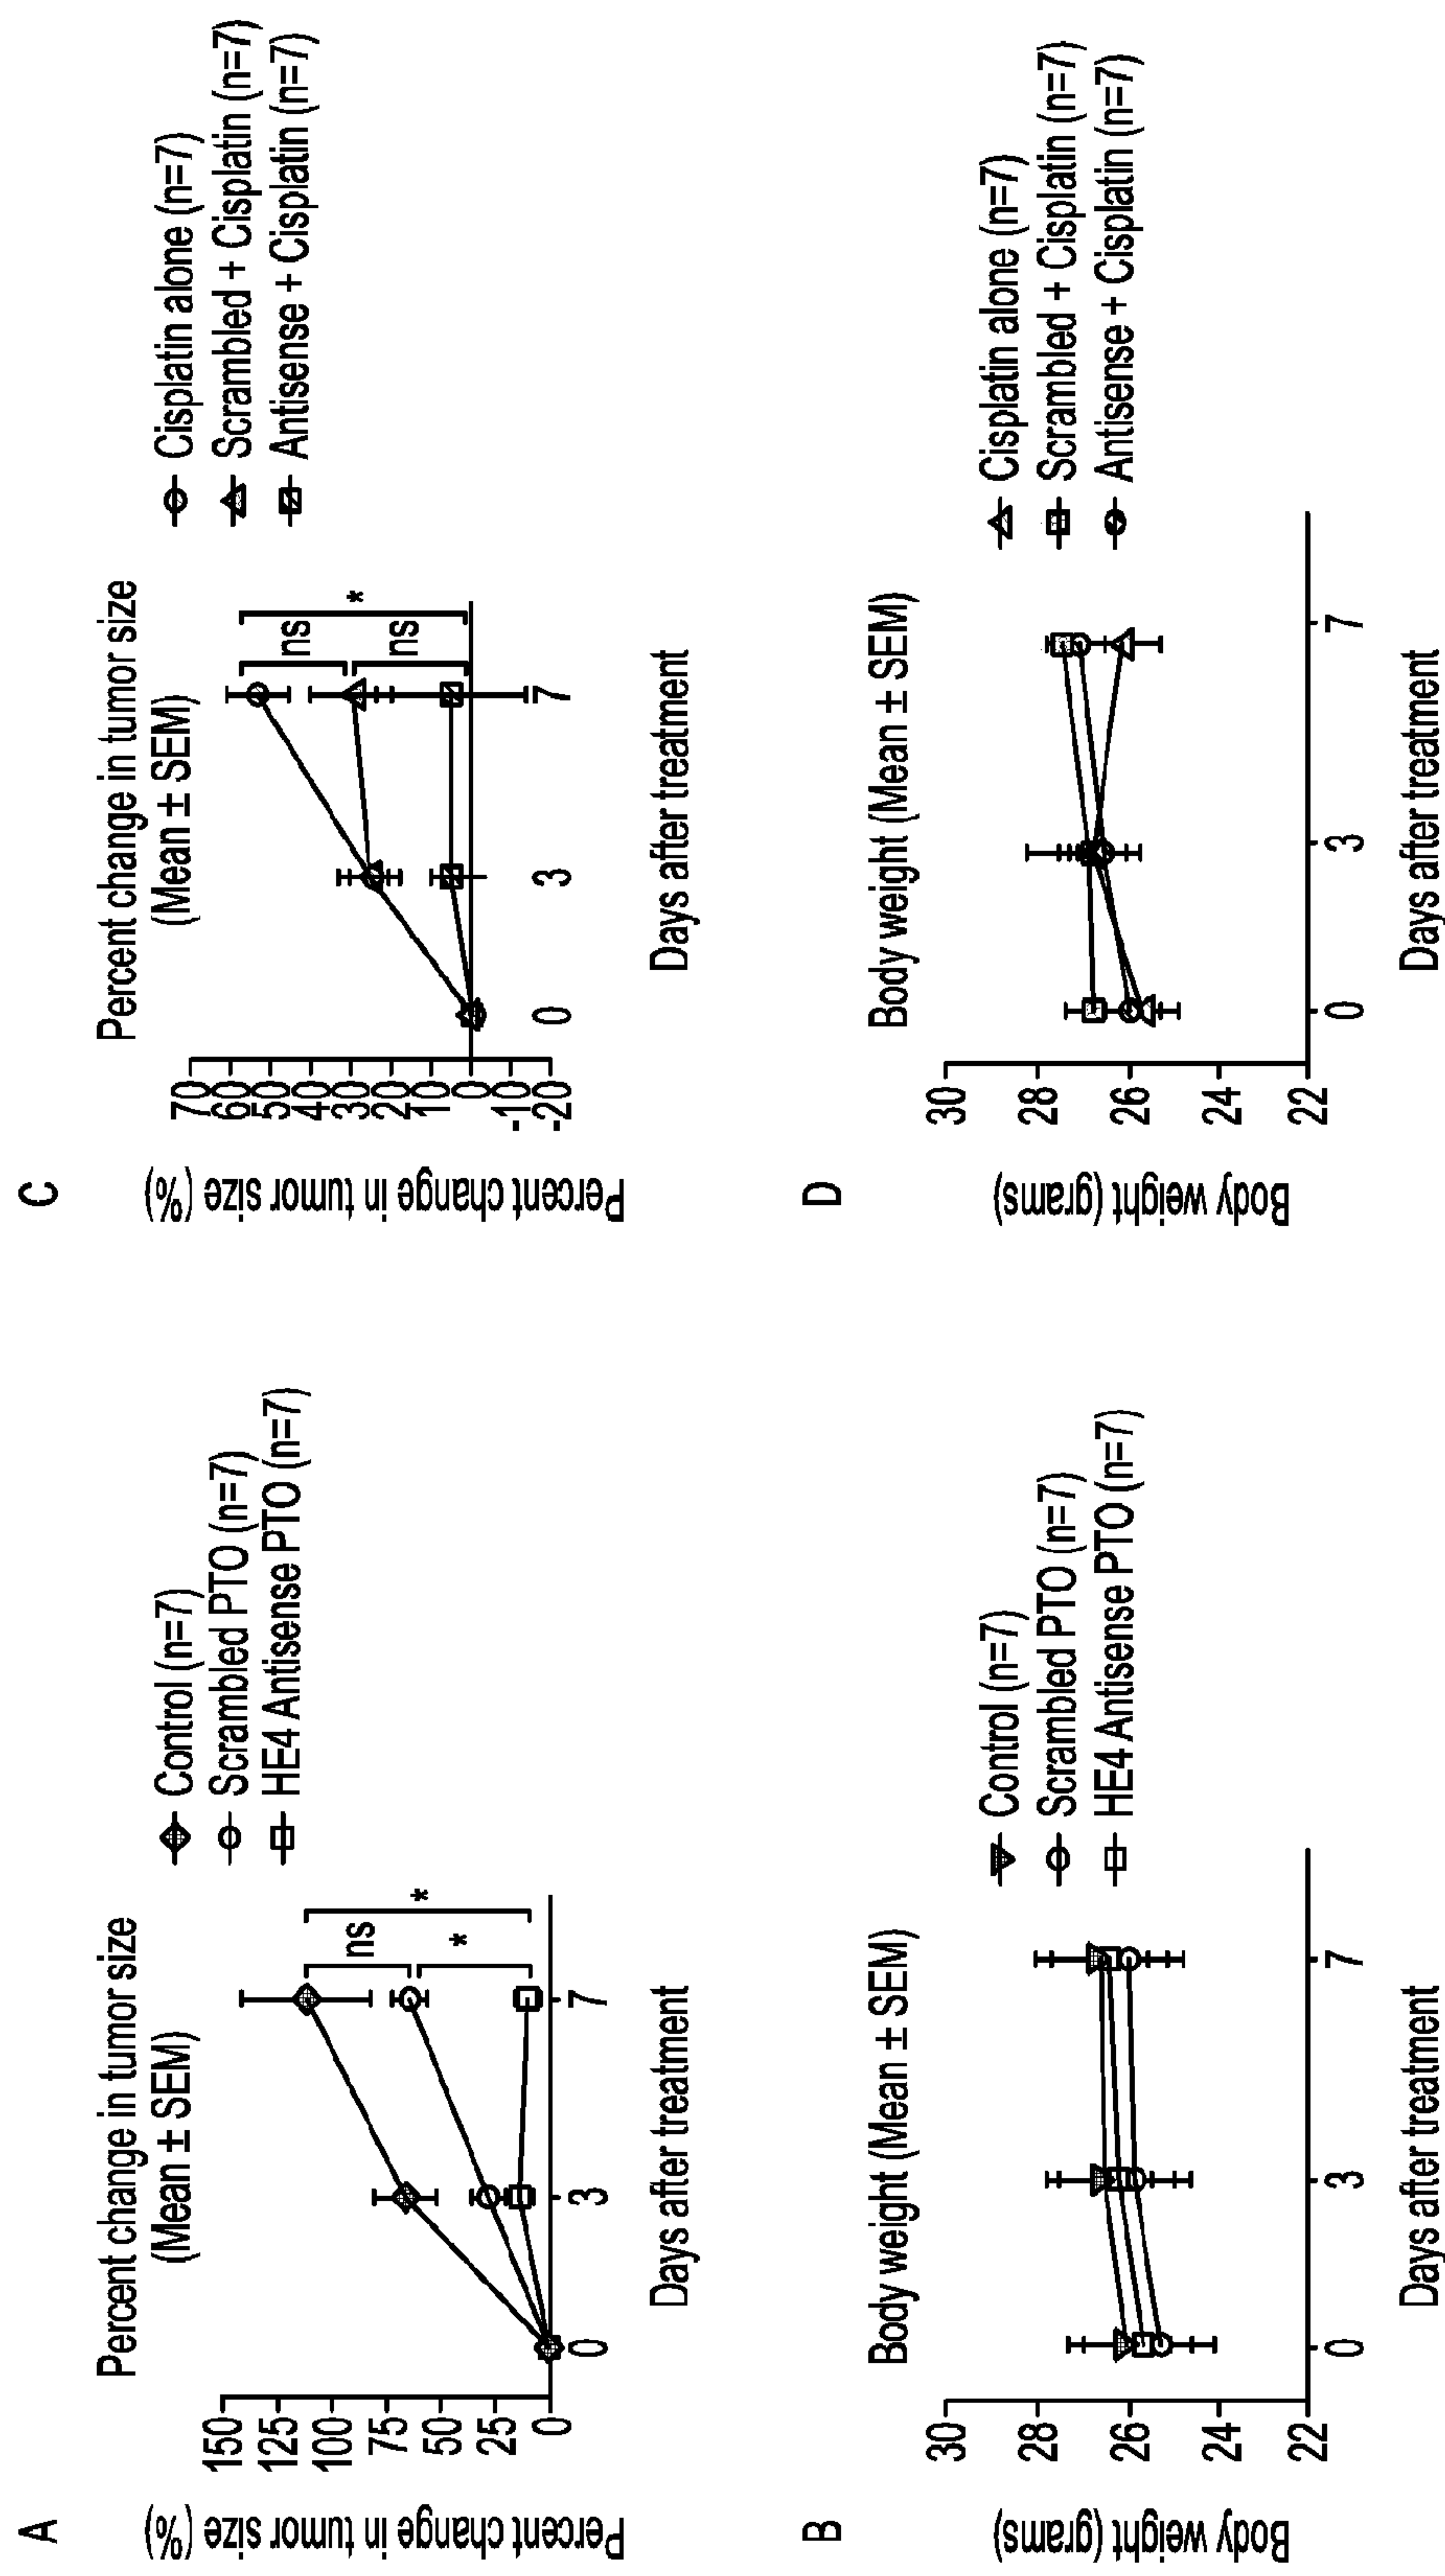 A
Percent change in tumor size
(Mean ± SEM)
Percent change in tumor size (%)
150
125
100
75
50
25
0
0
3
7
Days after treatment
ns
*
*
Control (n=7)
Scrambled PTO (n=7)
HE4 Antisense PTO (n=7)
B
Body weight (Mean ± SEM)
Body weight (grams)
30
28
26
24
22
0
3
7
Days after treatment
Control (n=7)
Scrambled PTO (n=7)
HE4 Antisense PTO (n=7)
C
Percent change in tumor size
(Mean ± SEM)
Percent change in tumor size (%)
70
60
50
40
30
20
10
0
-10
-20
0
3
7
Days after treatment
ns
ns
*
Cisplatin alone (n=7)
Scrambled + Cisplatin (n=7)
Antisense + Cisplatin (n=7)
D
Body weight (Mean ± SEM)
Body weight (grams)
30
28
26
24
22
0
3
7
Days after treatment
Cisplatin alone (n=7)
Scrambled + Cisplatin (n=7)
Antisense + Cisplatin (n=7)